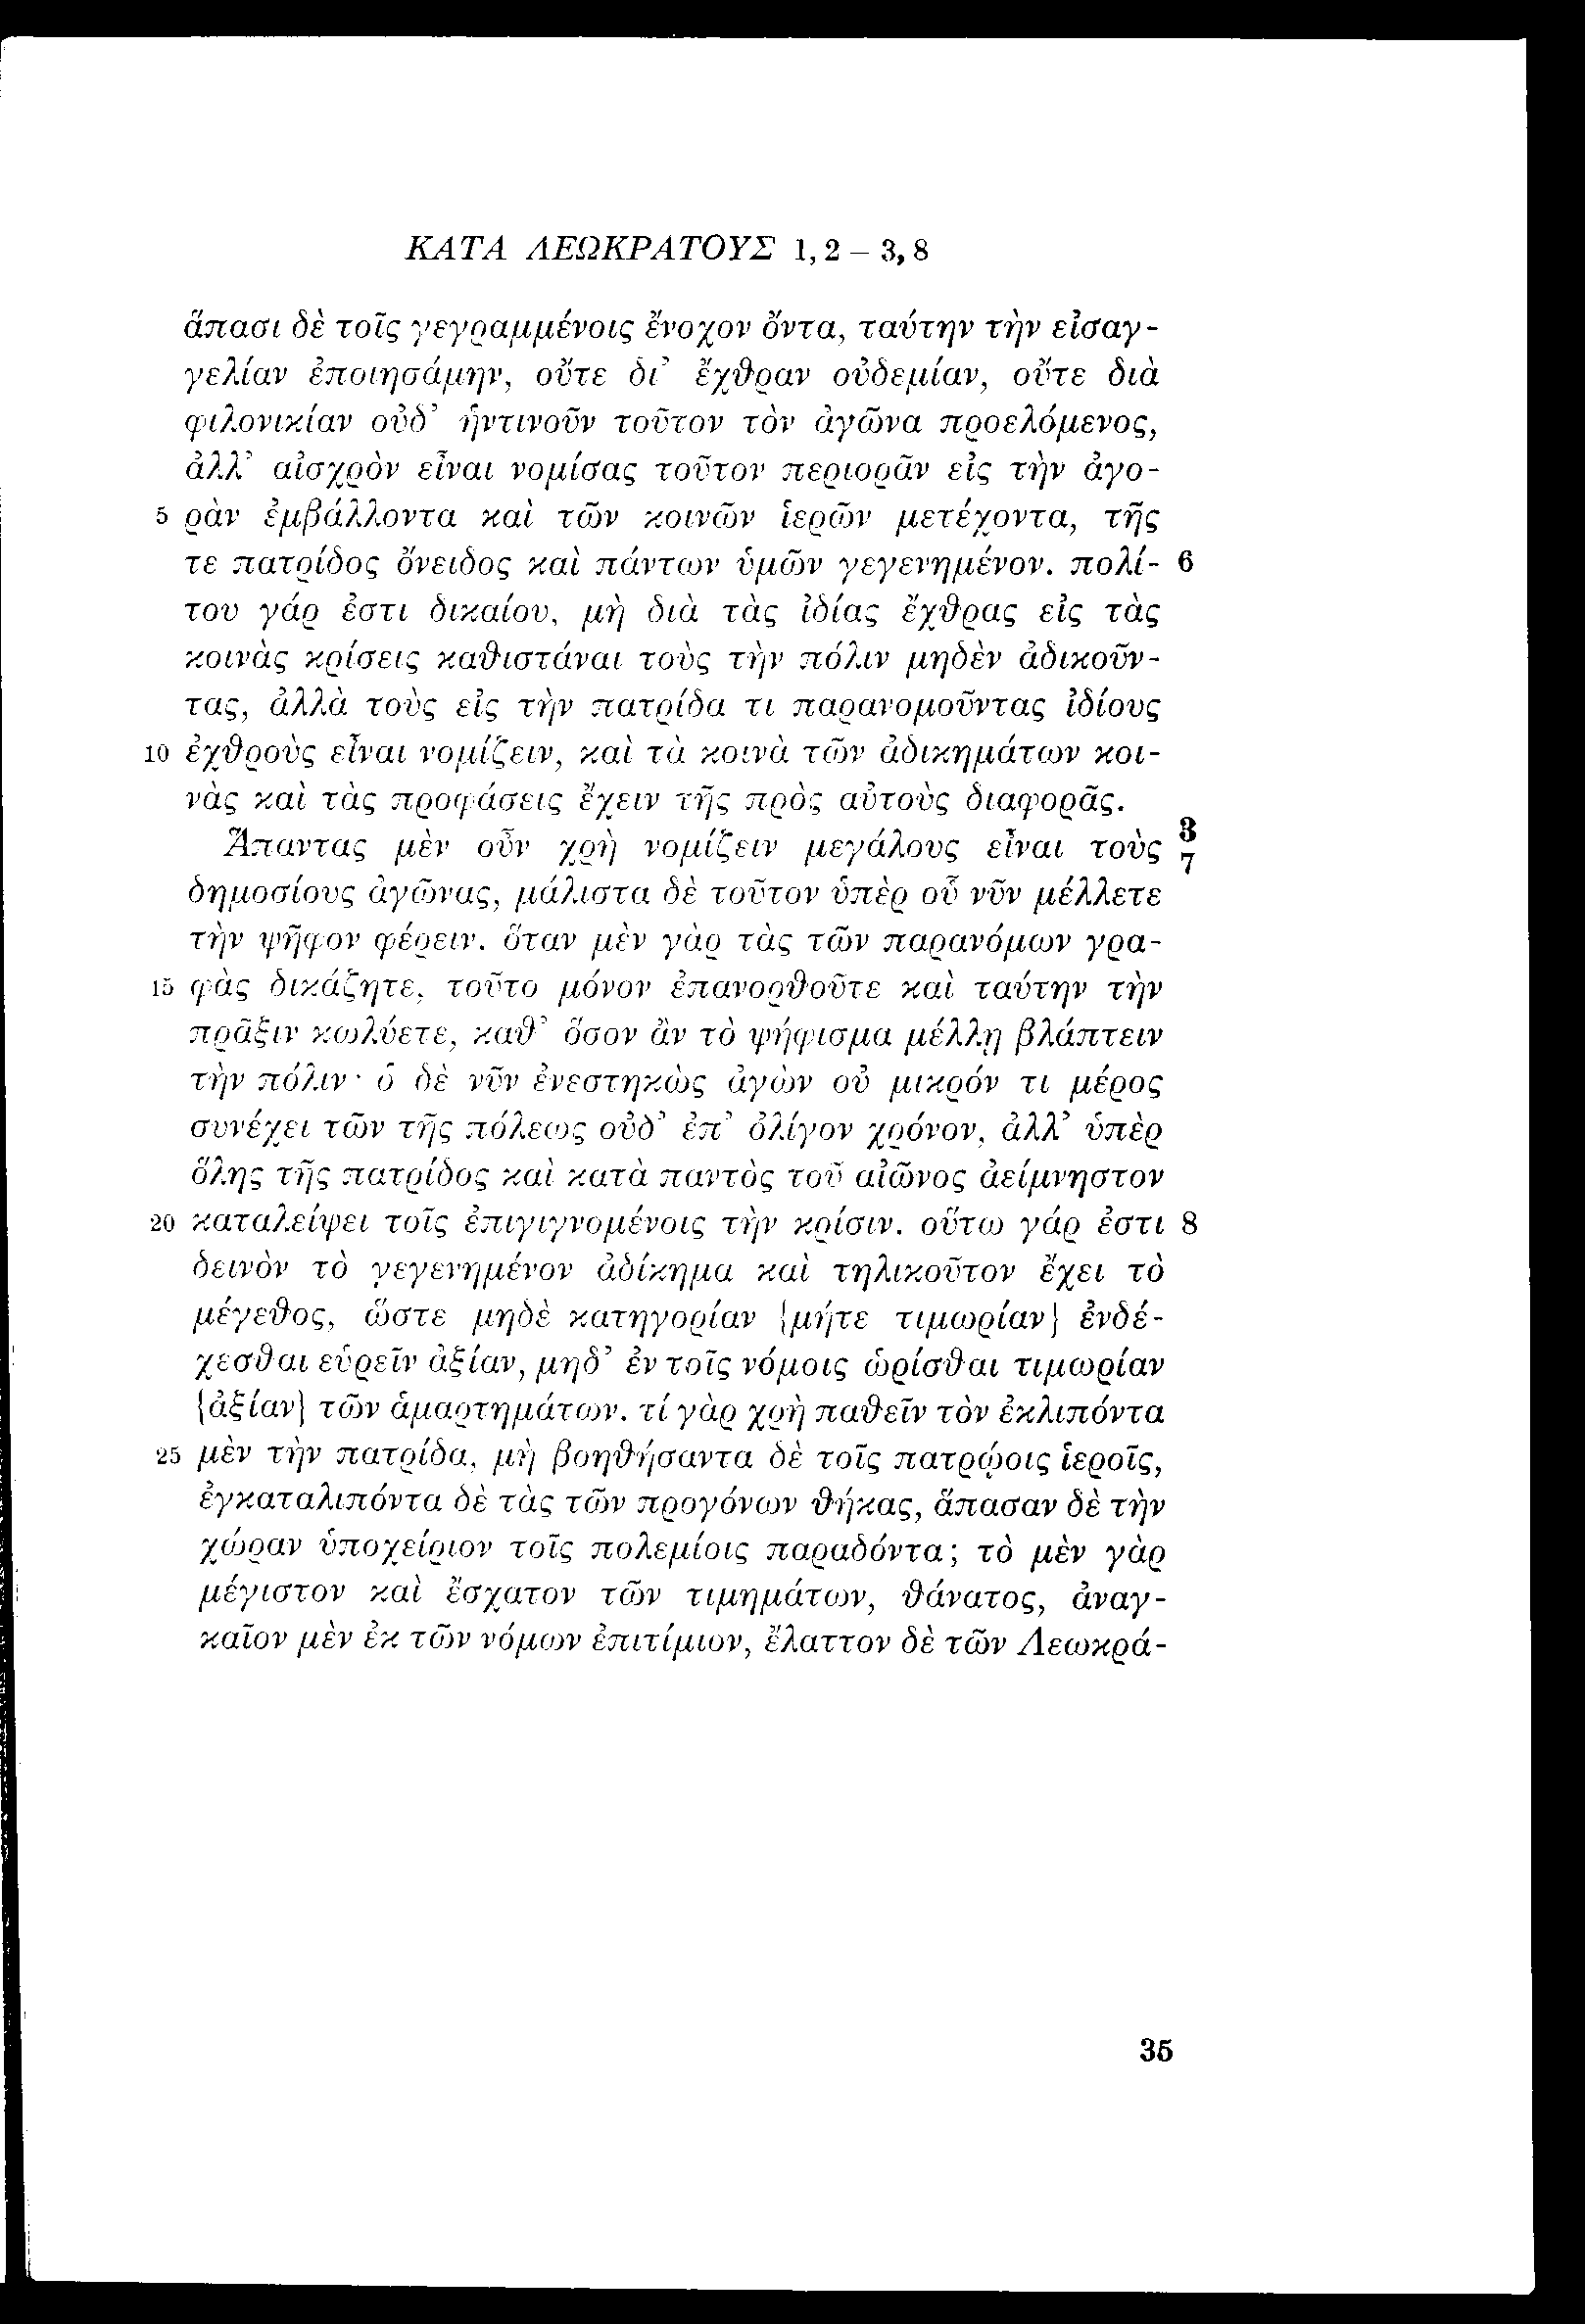 ΚΑΤΑ ΛΕΩΚΡΑΤΟΥΣ 1, 2 – 3, 8
ἅπασι δὲ τοῖς γεγραμμένοις ἔνοχον ὄντα, ταύτην τὴν εἰσαγ-
γελίαν ἐποιησάμην, οὔτε δι’ ἔχθραν οὐδεμίαν, οὔτε διὰ
φιλονικίαν οὐδ’ ἡντινοῦν τοῦτον τὸν ἀγῶνα προελόμενος,
ἀλλ’ αἰσχρὸν εἶναι νομίσας τοῦτον περιορᾶν εἰς τὴν ἀγο-
5 ρὰν ἐμβάλλοντα καὶ τῶν κοινῶν ἱερῶν μετέχοντα, τῆς
τε πατρίδος ὄνειδος καὶ πάντων ὑμῶν γεγενημένον. πολί- 6
του γάρ ἐστι δικαίου, μὴ διὰ τὰς ἰδίας ἔχθρας εἰς τὰς
κοινὰς κρίσεις καθιστάναι τοὺς τὴν πόλιν μηδὲν ἀδικοῦν-
τας, ἀλλὰ τοὺς εἰς τὴν πατρίδα τι παρανομοῦντας ἰδίους
10 ἐχθροὺς εἶναι νομίζειν, καὶ τὰ κοινὰ τῶν ἀδικημάτων κοι-
νὰς καὶ τὰς προφάσεις ἔχειν τῆς πρὸς αὐτοὺς διαφορᾶς.
Ἅπαντας μὲν οὖν χρὴ νομίζειν μεγάλους εἶναι τοὺς 3 7
δημοσίους ἀγῶνας, μάλιστα δὲ τοῦτον ὑπὲρ οὗ νῦν μέλλετε
τὴν ψῆφον φέρειν. ὅταν μὲν γὰρ τὰς τῶν παρανόμων γρα-
15 φὰς δικάζητε, τοῦτο μόνον ἐπανορθοῦτε καὶ ταύτην τὴν
πρᾶξιν κωλύετε, καθ’ ὅσον ἂν τὸ ψήφισμα μέλλῃ βλάπτειν
τὴν πόλιν· ὁ δὲ νῦν ἐνεστηκὼς ἀγὼν οὐ μικρόν τι μέρος
συνέχει τῶν τῆς πόλεως οὐδ’ ἐπ’ ὀλίγον χρόνον, ἀλλ’ ὑπὲρ
ὅλης τῆς πατρίδος καὶ κατὰ παντὸς τοῦ αἰῶνος ἀείμνηστον
20 καταλείψει τοῖς ἐπιγιγνομένοις τὴν κρίσιν. οὕτω γάρ ἐστι 8
δεινὸν τὸ γεγενημένον ἀδίκημα καὶ τηλικοῦτον ἔχει τὸ
μέγεθος, ὥστε μηδὲ κατηγορίαν {μήτε τιμωρίαν} ἐνδέ-
χεσθαι εὑρεῖν ἀξίαν, μηδ’ ἐν τοῖς νόμοις ὡρίσθαι τιμωρίαν
{ἀξίαν} τῶν ἁμαρτημάτων. τί γὰρ χρὴ παθεῖν τὸν ἐκλιπόντα
25 μὲν τὴν πατρίδα, μὴ βοηθήσαντα δὲ τοῖς πατρῴοις ἱεροῖς,
ἐγκαταλιπόντα δὲ τὰς τῶν προγόνων θήκας, ἅπασαν δὲ τὴν
χώραν ὑποχείριον τοῖς πολεμίοις παραδόντα; τὸ μὲν γὰρ
μέγιστον καὶ ἔσχατον τῶν τιμημάτων, θάνατος, ἀναγ-
καῖον μὲν ἐκ τῶν νόμων ἐπιτίμιον, ἔλαττον δὲ τῶν Λεωκρά-
35